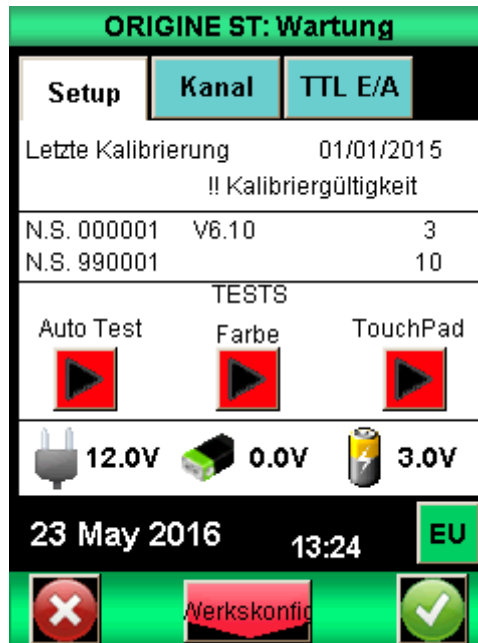 ORIGINE ST: Wartung
Setup Kanal TTL E/A
Letzte Kalibrierung 01/01/2015
!! Kalibriergültigkeit
N.S. 000001 V6.10 3
N.S. 990001 10
TESTS
Auto Test Farbe TouchPad
12.0V 0.0V 3.0V
23 May 2016 13:24 EU
Werkskonfig